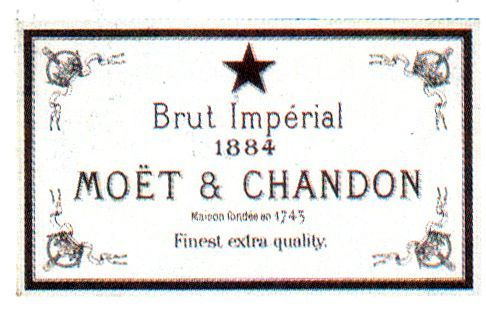 Brut Impérial
1884
MOËT & CHANDON
Maison fondée en 1743
Finest extra quality.